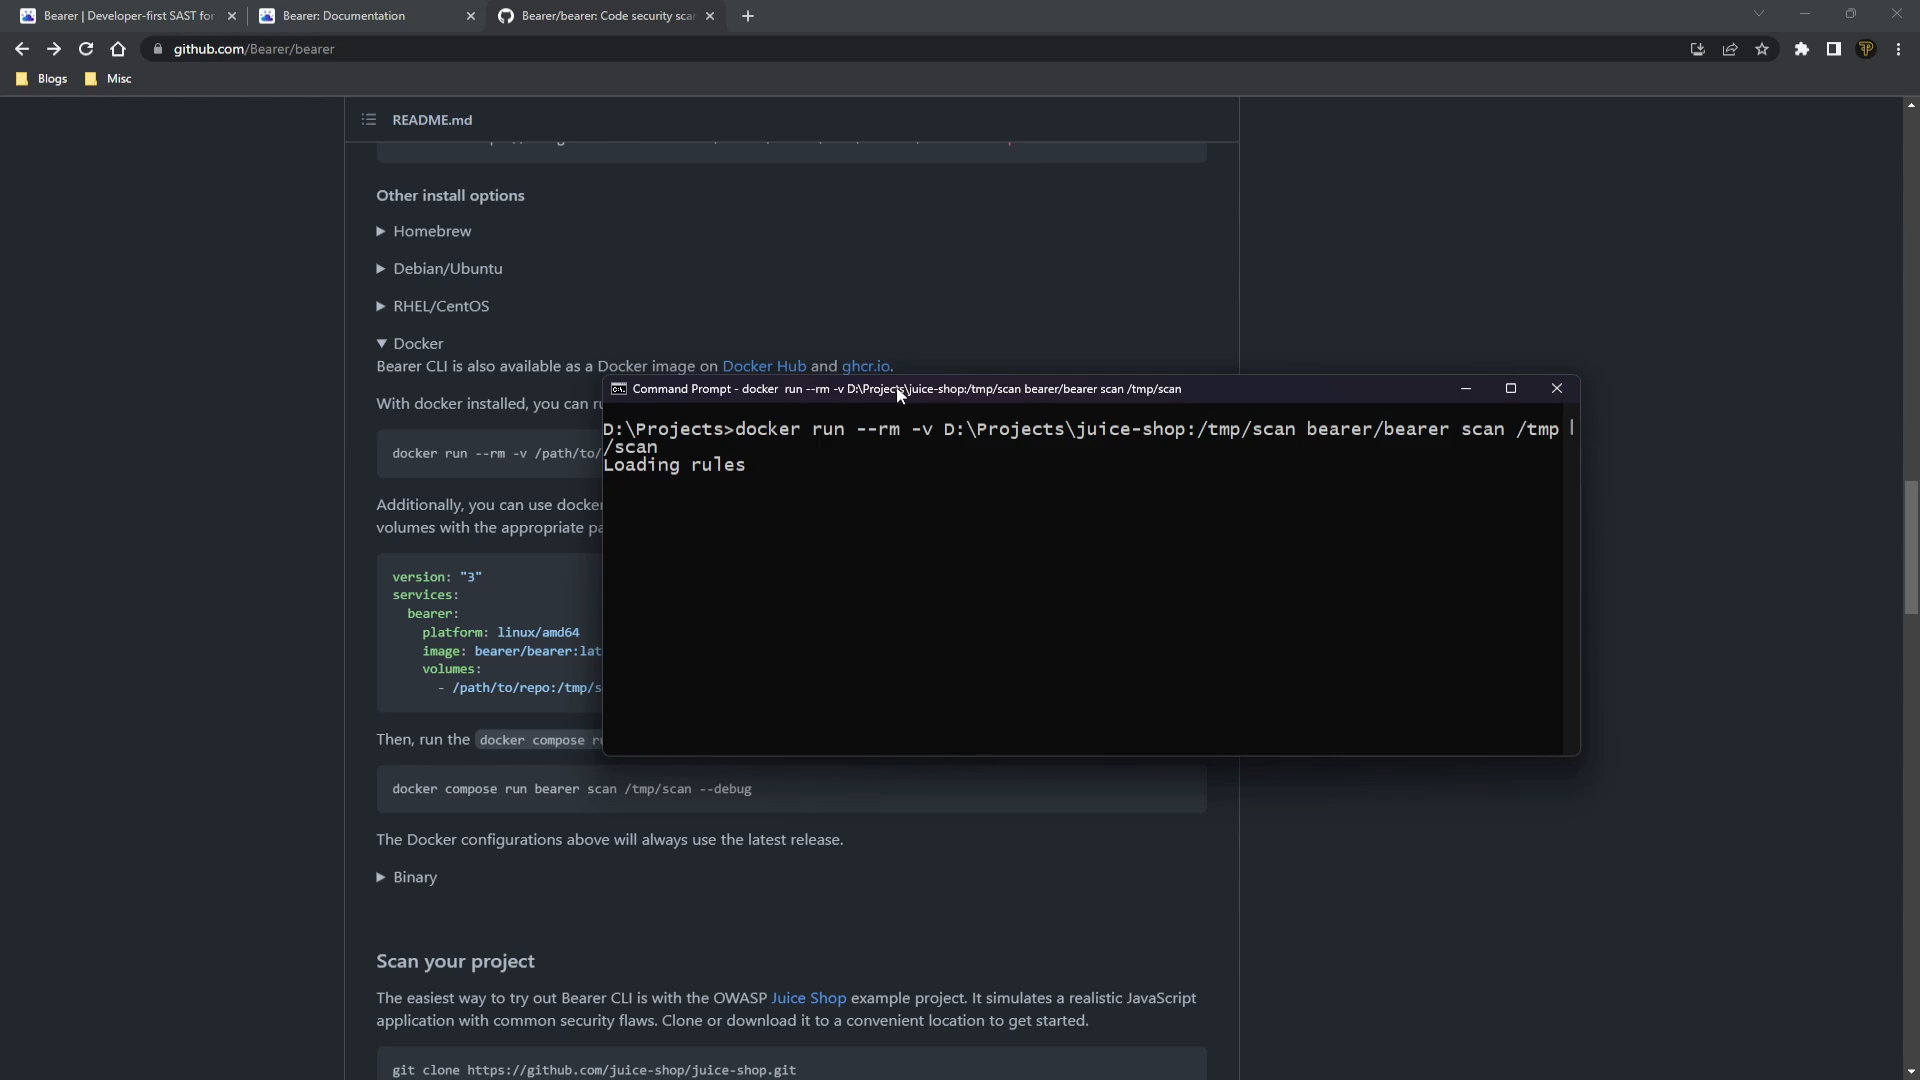 Bearer | Developer-first SAST for
Bearer: Documentation
Bearer/bearer: Code security sca
github.com/Bearer/bearer
Blogs
Misc
README.md
Other install options
Homebrew
Debian/Ubuntu
RHEL/CentOS
Docker
Bearer CLI is also available as a Docker image on Docker Hub and ghcr.io.
With docker installed, you can ru
docker run --rm -v /path/to/
Additionally, you can use docker
volumes with the appropriate pa
version: "3"
services:
bearer:
platform: linux/amd64
image: bearer/bearer:lat
volumes:
- /path/to/repo:/tmp/s
Then, run the docker compose ru
docker compose run bearer scan /tmp/scan --debug
The Docker configurations above will always use the latest release.
Binary
Scan your project
The easiest way to try out Bearer CLI is with the OWASP Juice Shop example project. It simulates a realistic JavaScript
application with common security flaws. Clone or download it to a convenient location to get started.
git clone https://github.com/juice-shop/juice-shop.git
Command Prompt - docker run --rm -v D:\Projects\juice-shop:/tmp/scan bearer/bearer scan /tmp/scan
D:\Projects>docker run --rm -v D:\Projects\juice-shop:/tmp/scan bearer/bearer scan /tmp
/scan
Loading rules